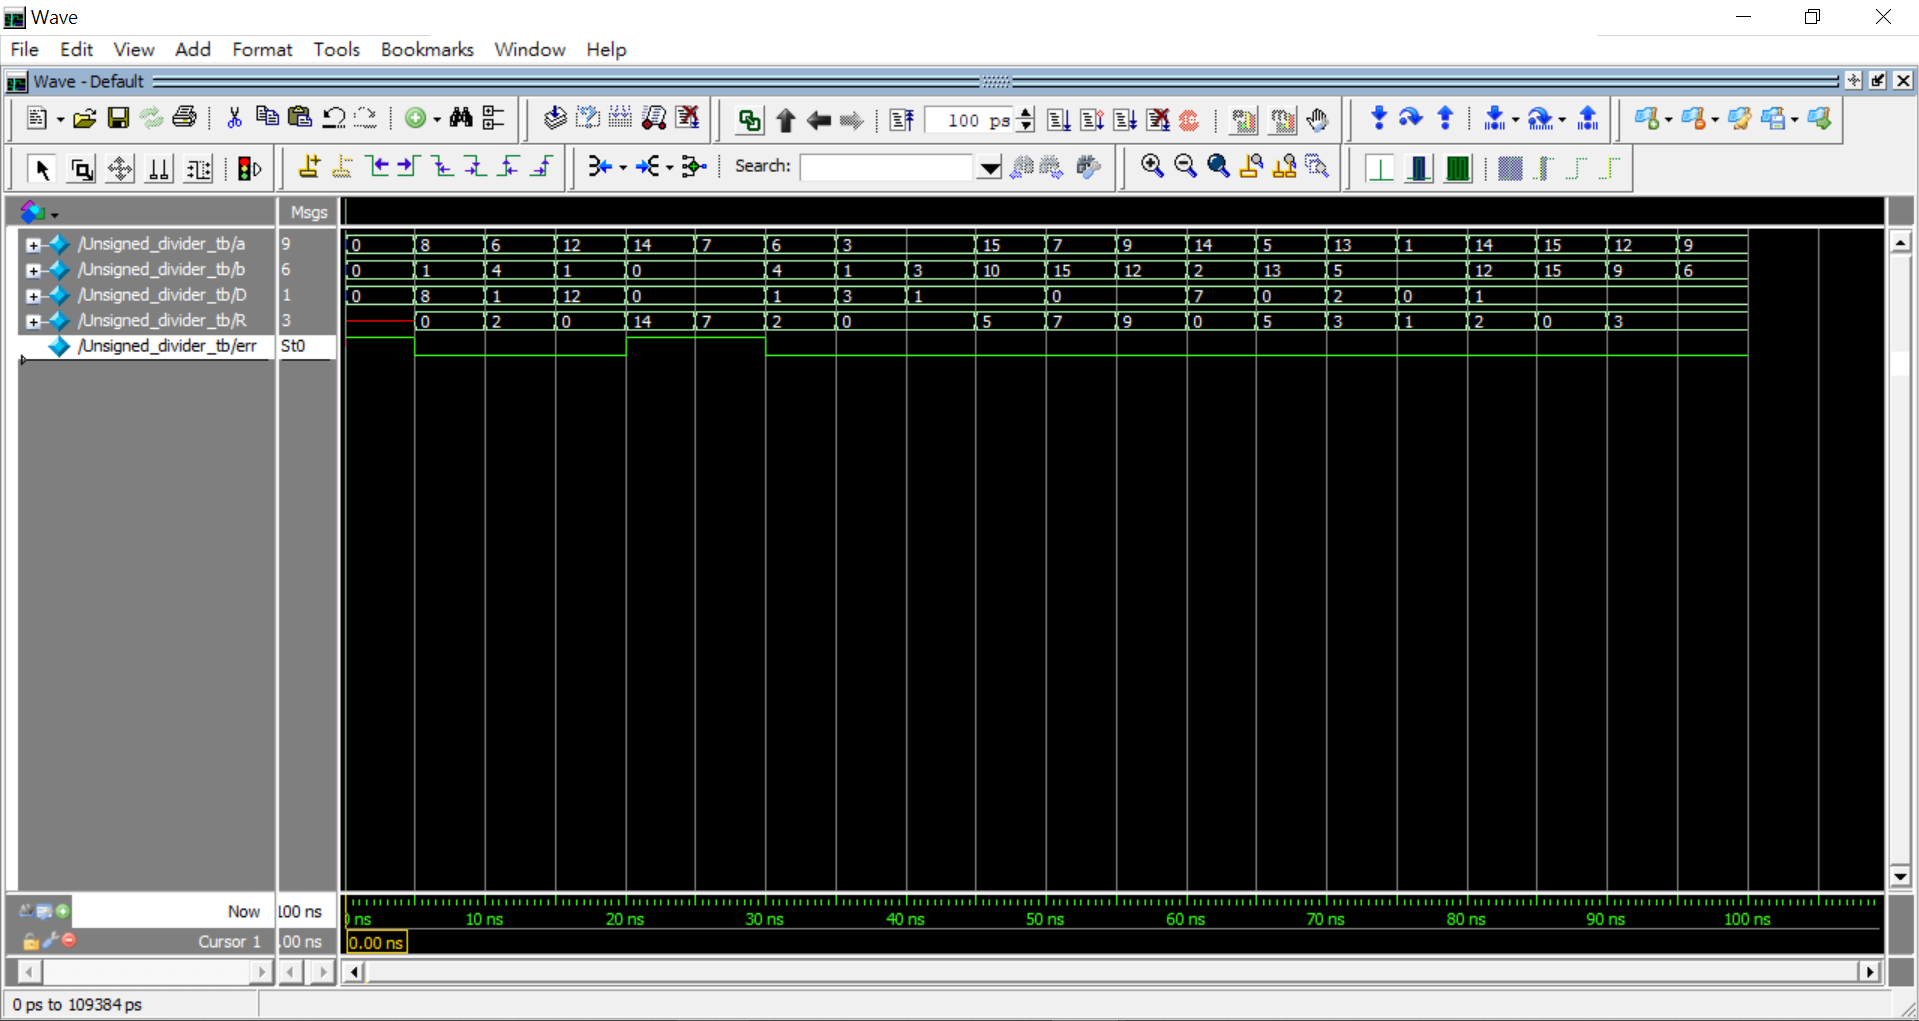 Wave
File Edit View Add Format Tools Bookmarks Window Help
Wave - Default
100 ps
Search:
Msgs
/Unsigned_divider_tb/a 9 0 8 6 12 14 7 6 3 15 7 9 14 5 13 1 14 15 12 9
/Unsigned_divider_tb/b 6 0 1 4 1 0 4 1 3 10 15 12 2 13 5 12 15 9 6
/Unsigned_divider_tb/D 1 0 8 1 12 0 1 3 1 0 7 0 2 0 1
/Unsigned_divider_tb/R 3 0 2 0 14 7 2 0 5 7 9 0 5 3 1 2 0 3
/Unsigned_divider_tb/err St0
Now 100 ns
ns 10 ns 20 ns 30 ns 40 ns 50 ns 60 ns 70 ns 80 ns 90 ns 100 ns
Cursor 1 .00 ns 0.00 ns
0 ps to 109384 ps